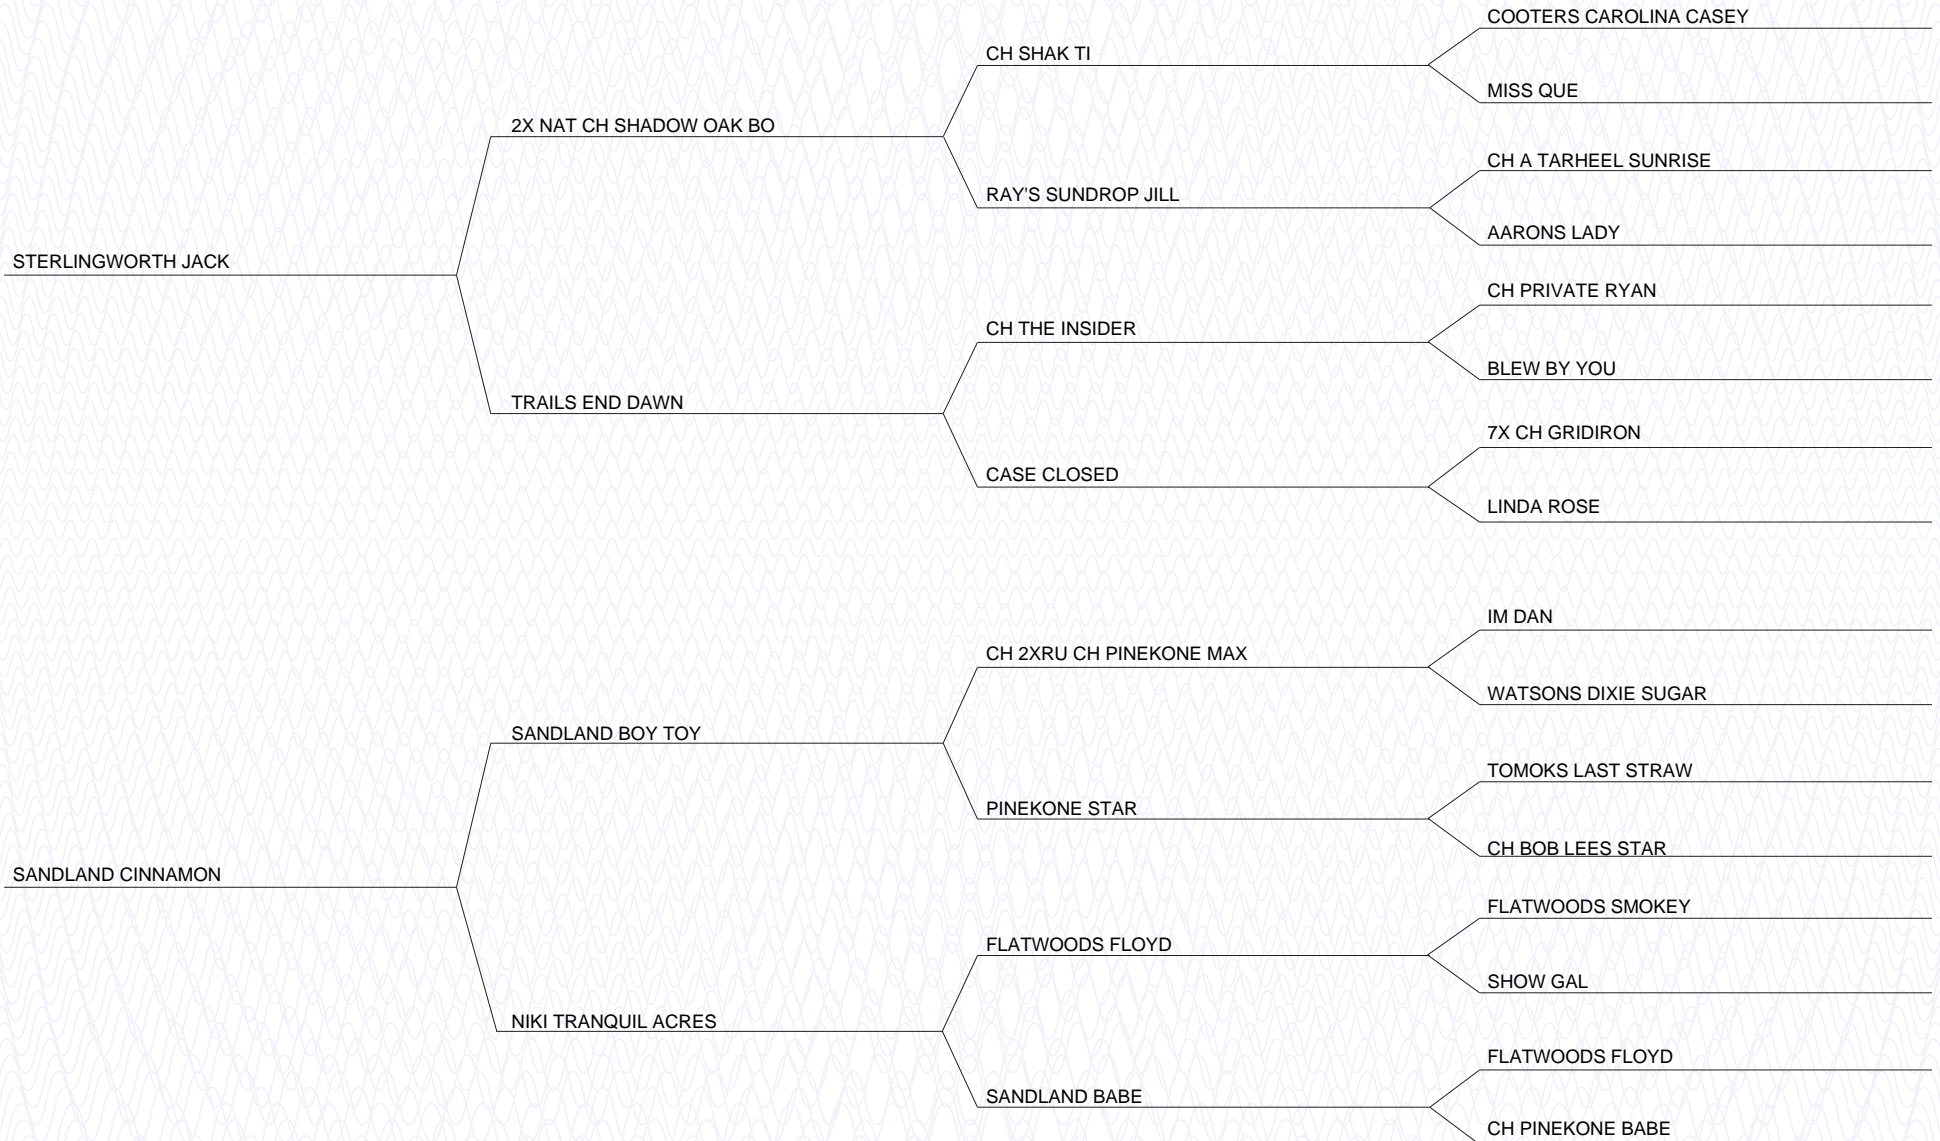 COOTERS CAROLINA CASEY
CH SHAK TI
MISS QUE
2X NAT CH SHADOW OAK BO
CH A TARHEEL SUNRISE
RAY'S SUNDROP JILL
AARONS LADY
STERLINGWORTH JACK
CH PRIVATE RYAN
CH THE INSIDER
BLEW BY YOU
TRAILS END DAWN
7X CH GRIDIRON
CASE CLOSED
LINDA ROSE
IM DAN
CH 2XRU CH PINEKONE MAX
WATSONS DIXIE SUGAR
SANDLAND BOY TOY
TOMOKS LAST STRAW
PINEKONE STAR
CH BOB LEES STAR
SANDLAND CINNAMON
FLATWOODS SMOKEY
FLATWOODS FLOYD
SHOW GAL
NIKI TRANQUIL ACRES
FLATWOODS FLOYD
SANDLAND BABE
CH PINEKONE BABE